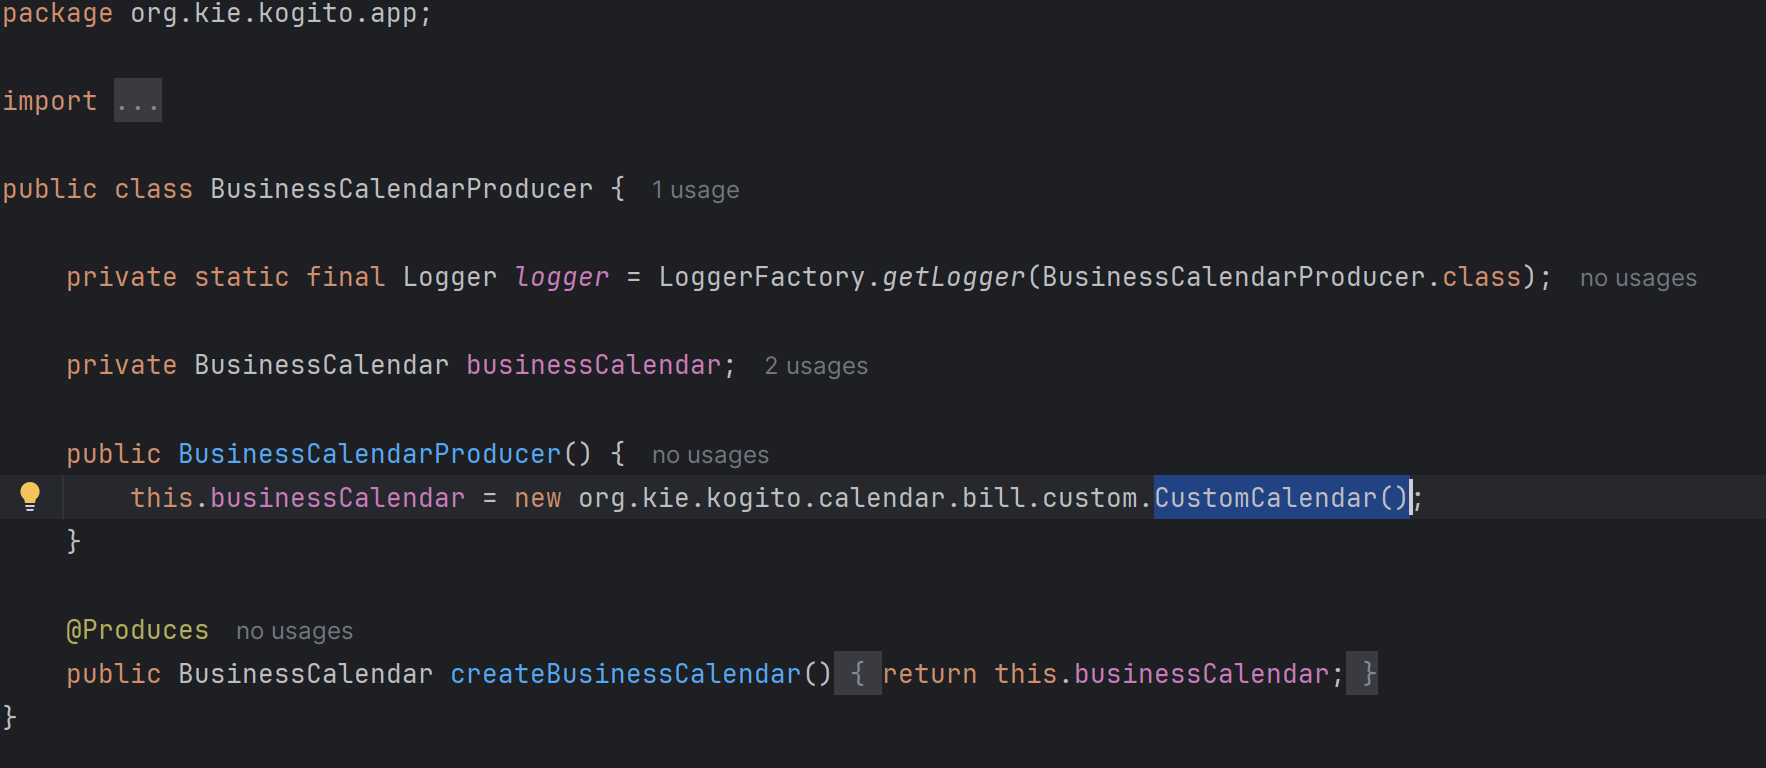 package org.kie.kogito.app;
import ...
public class BusinessCalendarProducer { 1 usage
private static final Logger logger = LoggerFactory.getLogger(BusinessCalendarProducer.class); no usages
private BusinessCalendar businessCalendar; 2 usages
public BusinessCalendarProducer() { no usages
this.businessCalendar = new org.kie.kogito.calendar.bill.custom.CustomCalendar();
}
@Produces no usages
public BusinessCalendar createBusinessCalendar() { return this.businessCalendar; }
}